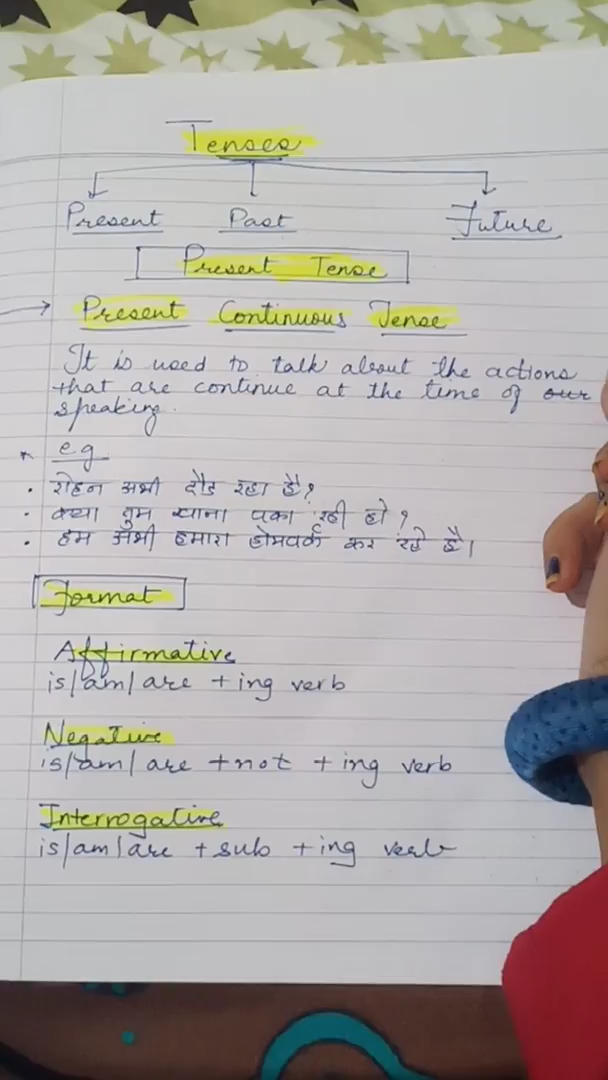 Tenses
Present Past Future
Present Tense
→ Present Continuous Tense
It is used to talk about the actions
that are continue at the time of our
speaking.
* eg
· रोहन अभी दौड रहा है?
· क्या तुम खाना पका रही हो?
· हम अभी हमारा होमवर्क कर रहे है।
Format
Affirmative
is/am/are + ing verb
Negative
is/am/are + not + ing verb
Interrogative
is/am/are + sub + ing verb